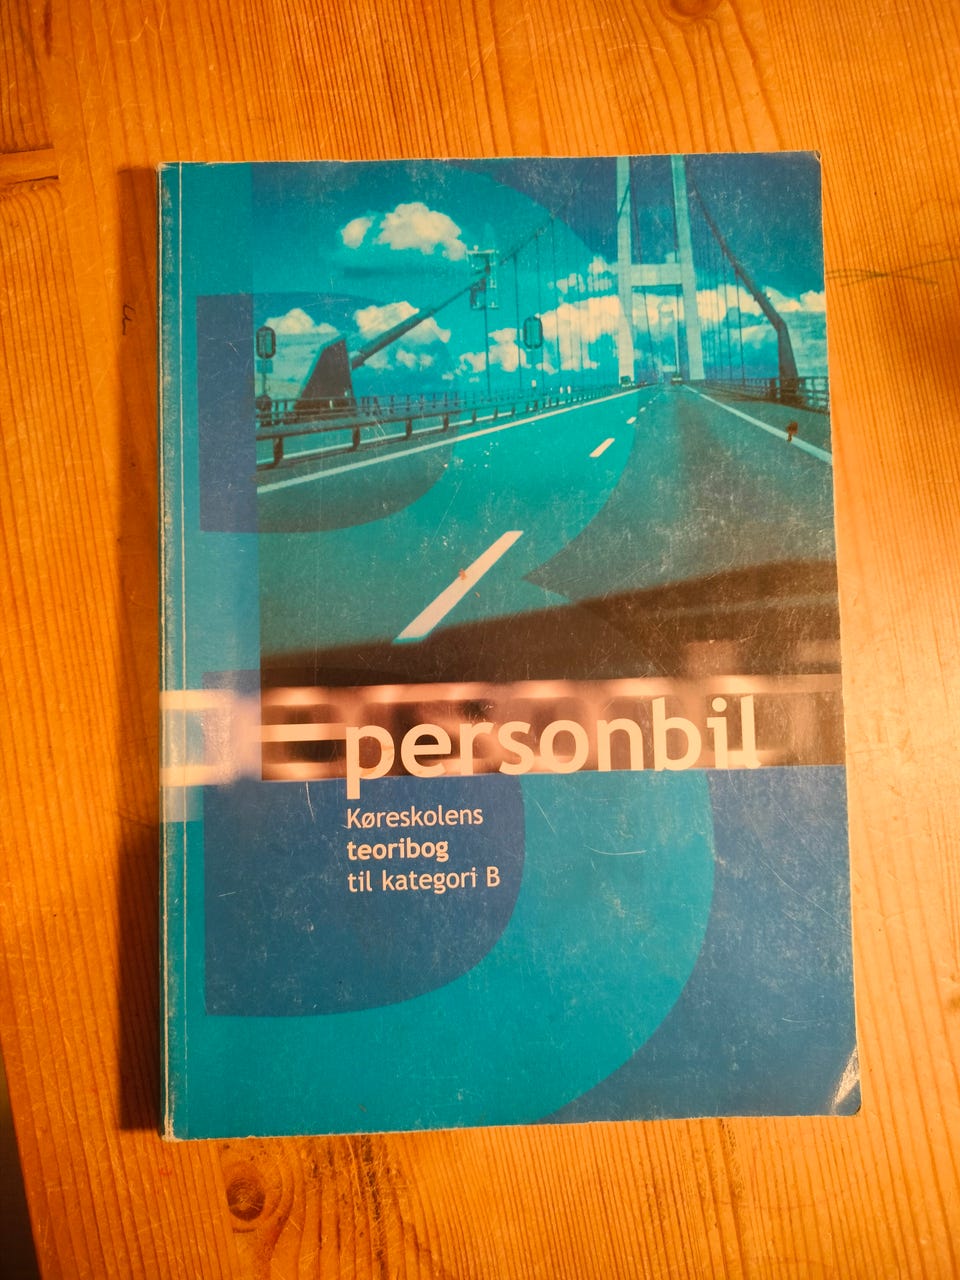 personbil
Køreskolens
teoribog
til kategori B